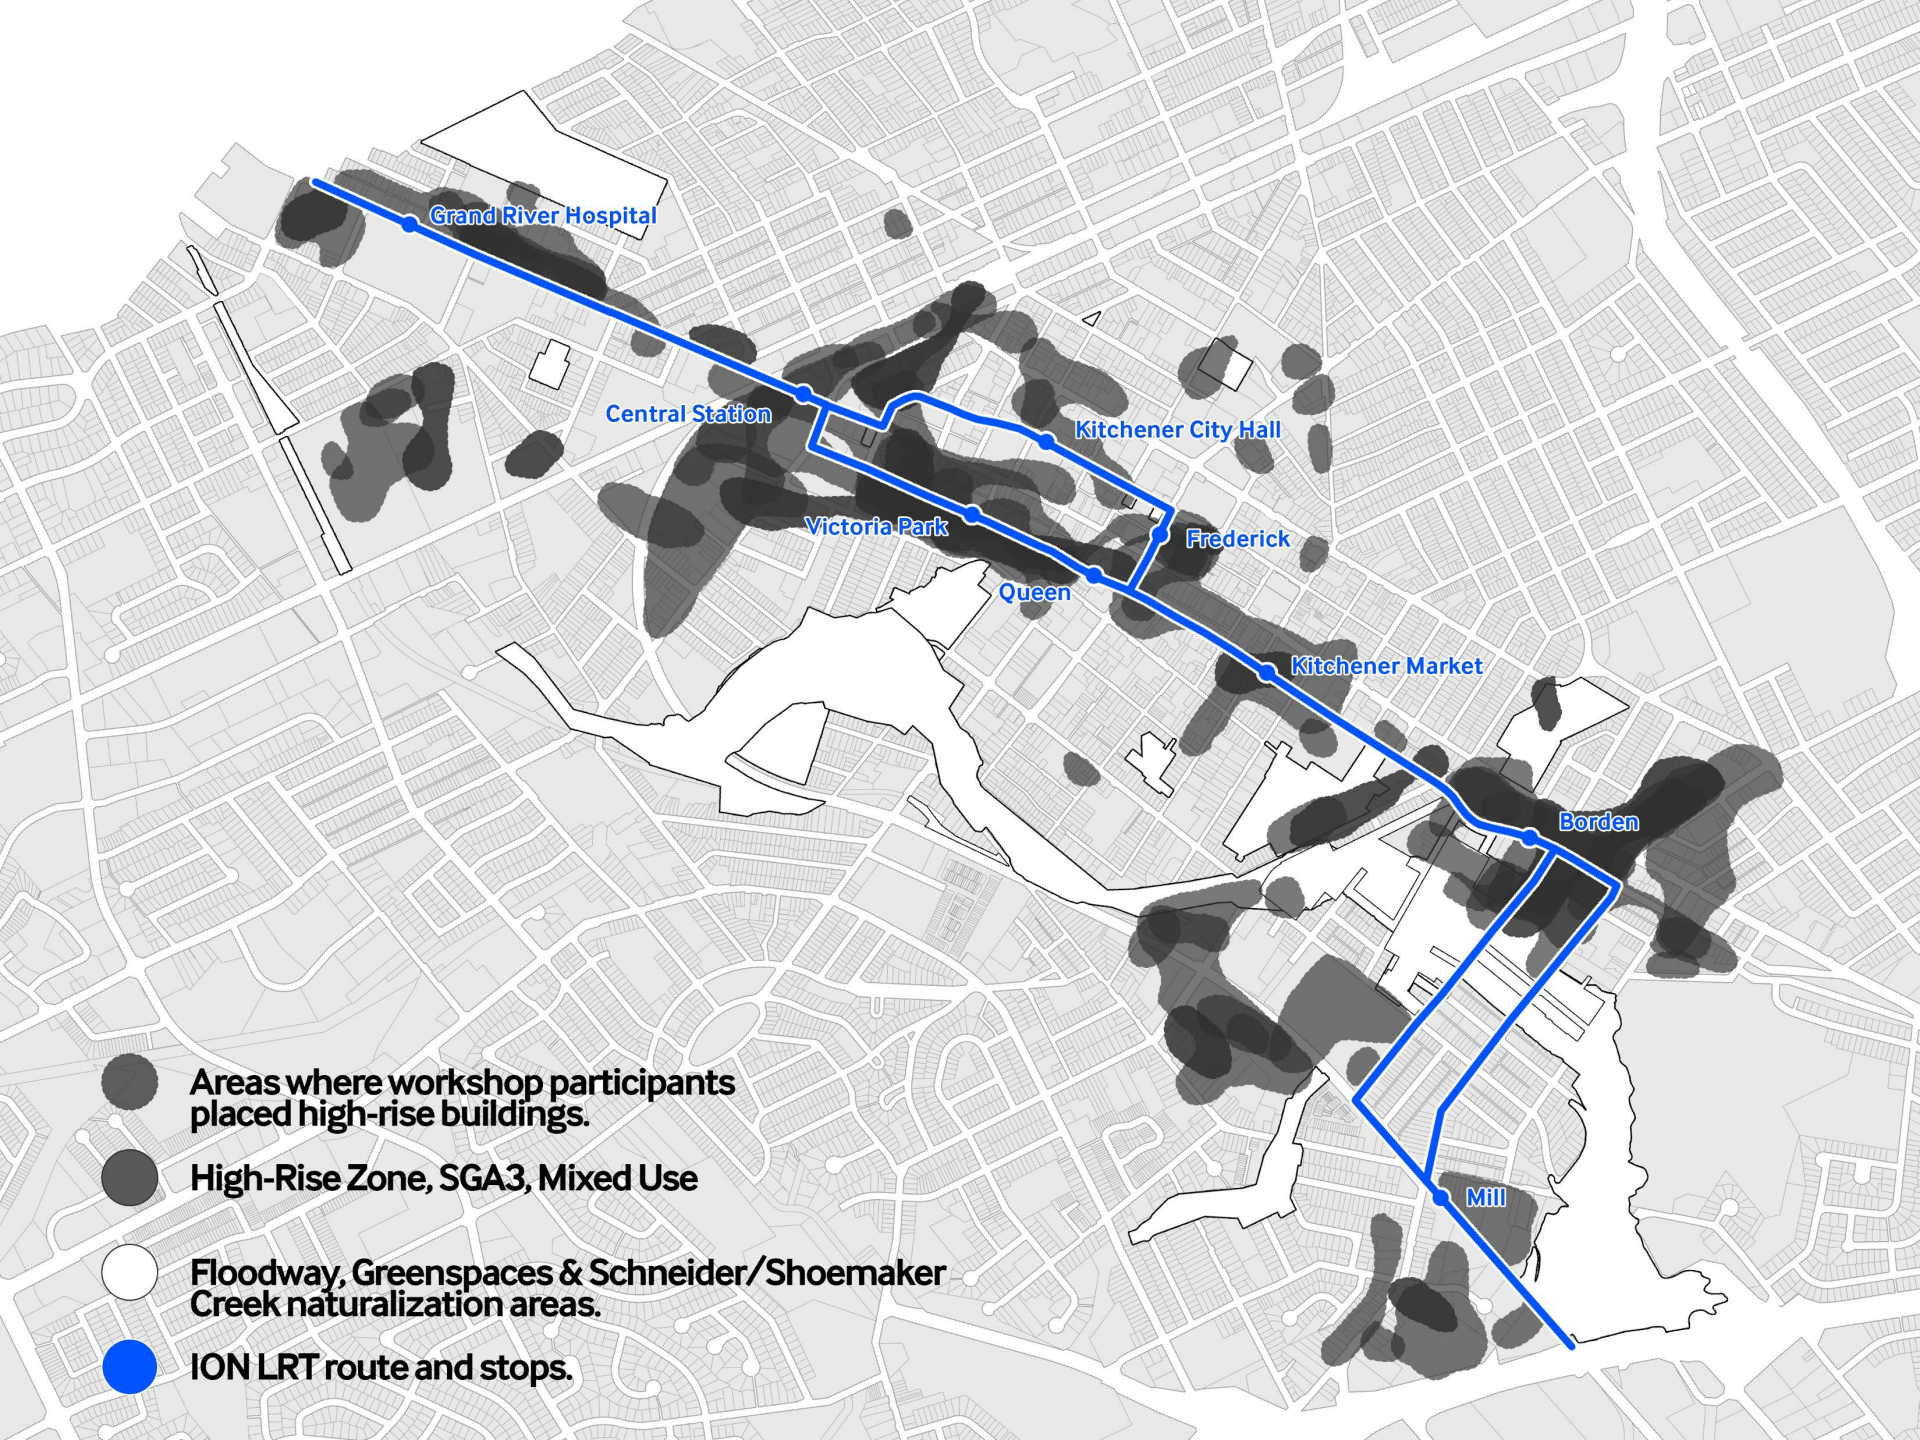 Grand River Hospital
Central Station
Kitchener City Hall
Victoria Park
Frederick
Queen
Kitchener Market
Borden
Mill
Areas where workshop participants
placed high-rise buildings.
High-Rise Zone, SGA3, Mixed Use
Floodway, Greenspaces & Schneider/Shoemaker
Creek naturalization areas.
ION LRT route and stops.